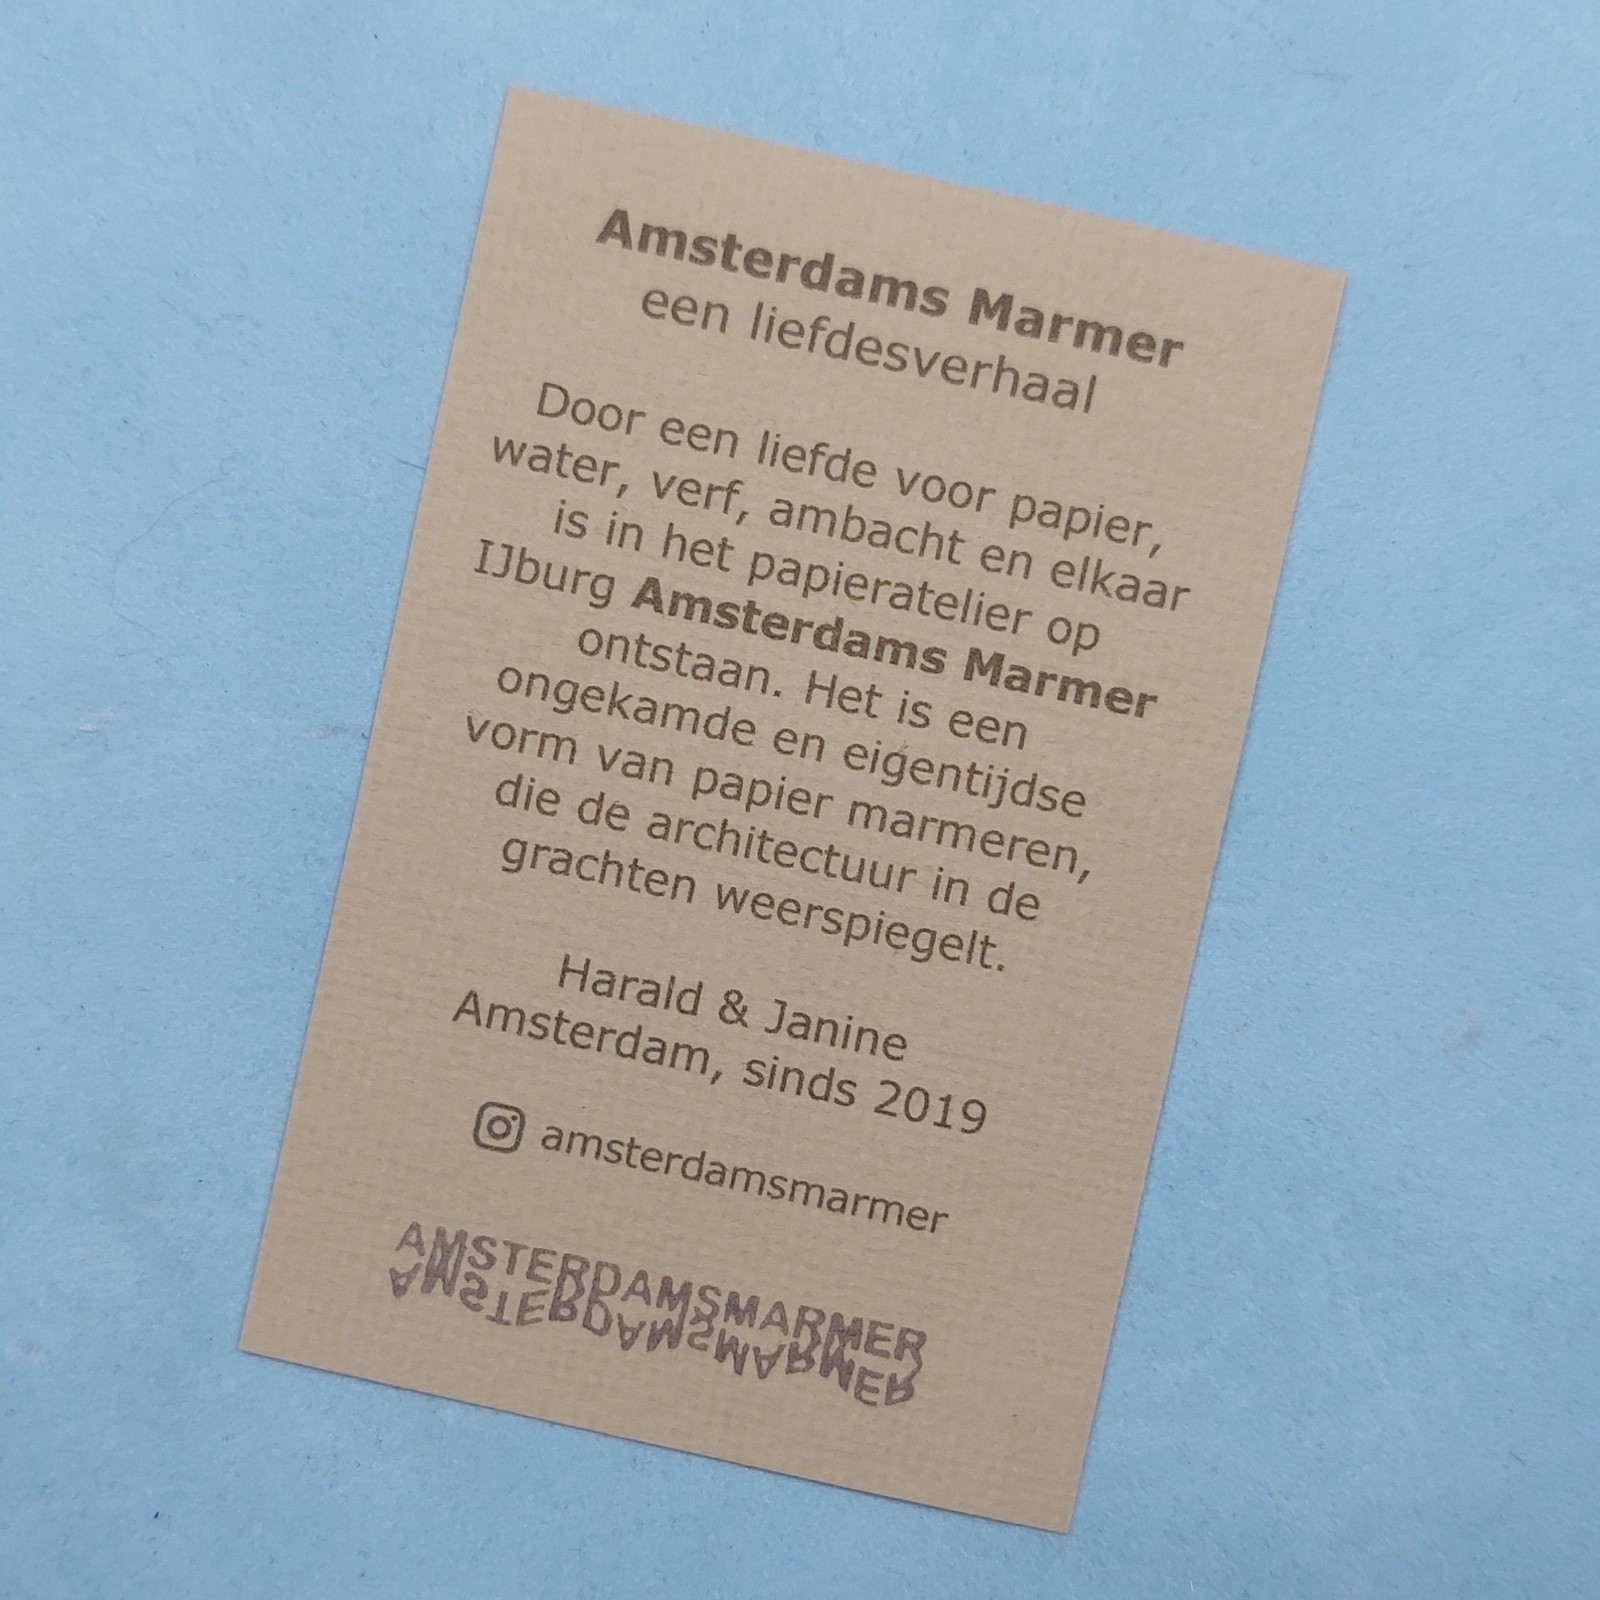 Amsterdams Marmer
een liefdesverhaal
Door een liefde voor papier,
water, verf, ambacht en elkaar
is in het papieratelier op
IJburg Amsterdams Marmer
ontstaan. Het is een
ongekamde en eigentijdse
vorm van papier marmeren,
die de architectuur in de
grachten weerspiegelt.
Harald & Janine
Amsterdam, sinds 2019
amsterdamsmarmer
AMSTERDAMSMARMER
AMSTERDAMSMARMER